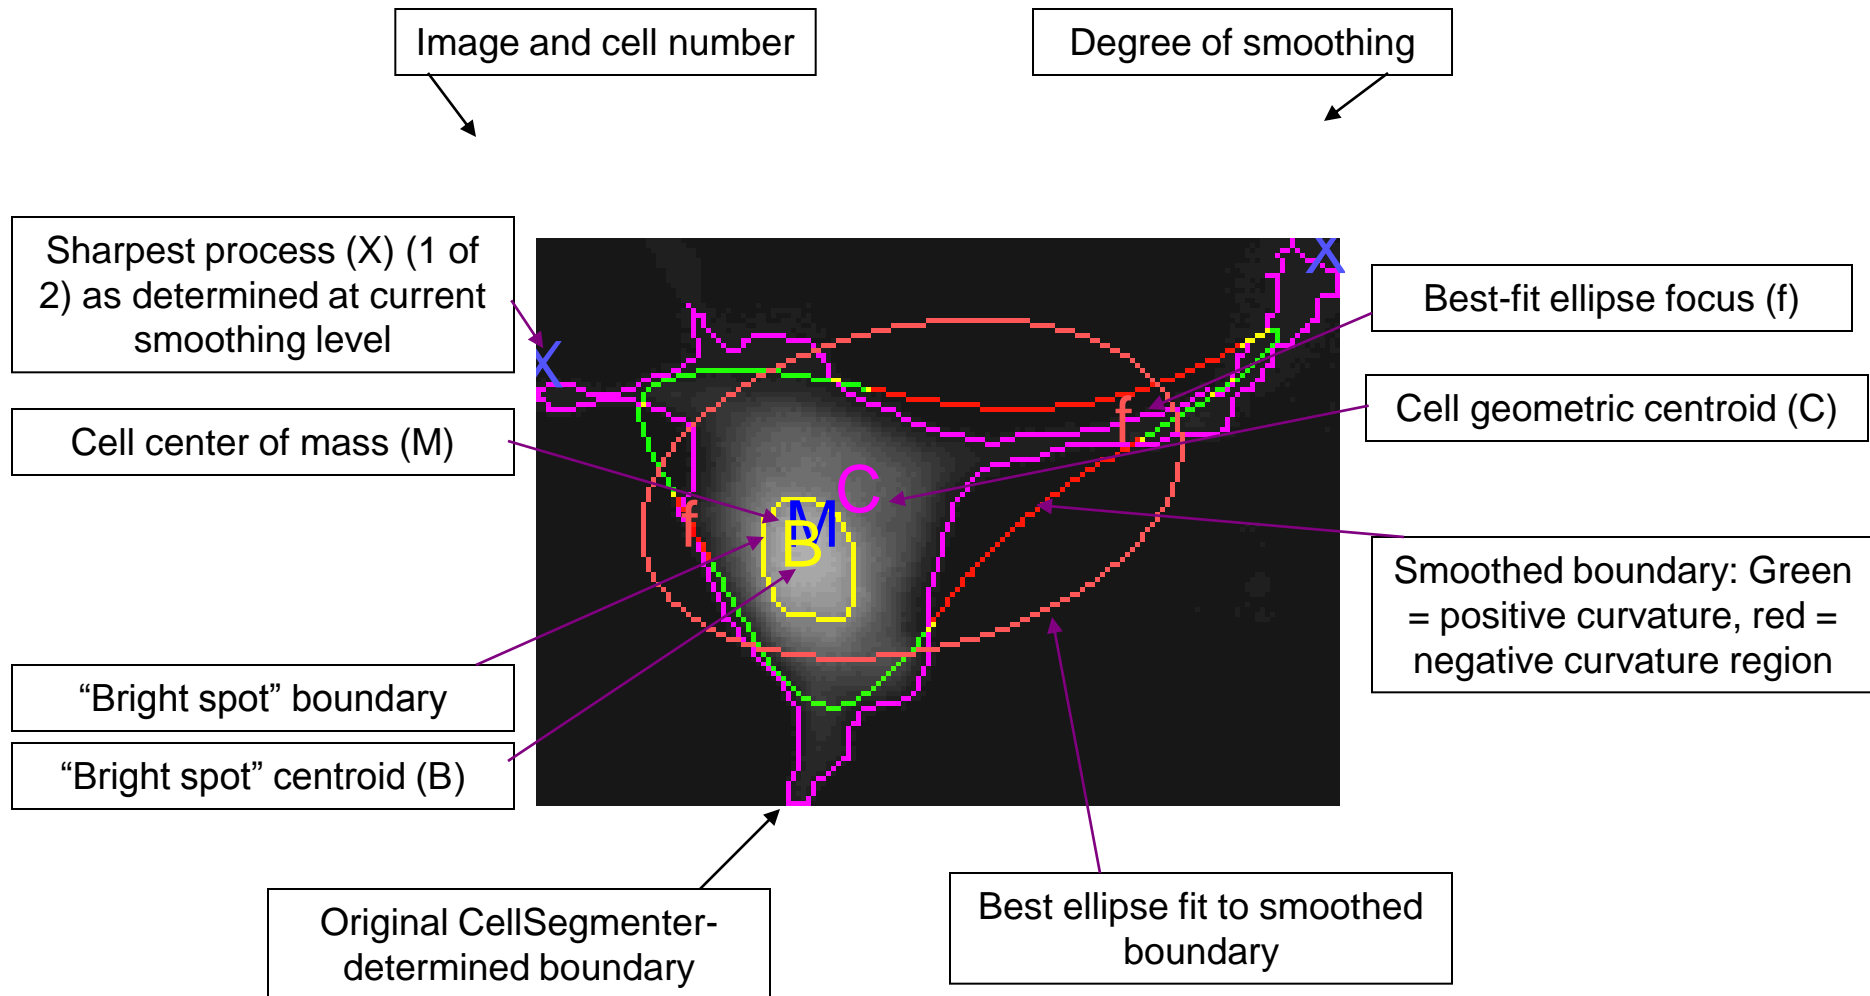 Image and cell number
Degree of smoothing
Sharpest process (X) (1 of
2) as determined at current
smoothing level
X
X
Best-fit ellipse focus (f)
Cell geometric centroid (C)
Cell center of mass (M)
f
C
f
M
B
Smoothed boundary: Green
= positive curvature, red =
negative curvature region
“Bright spot” boundary
“Bright spot” centroid (B)
Original CellSegmenter-
determined boundary
Best ellipse fit to smoothed
boundary